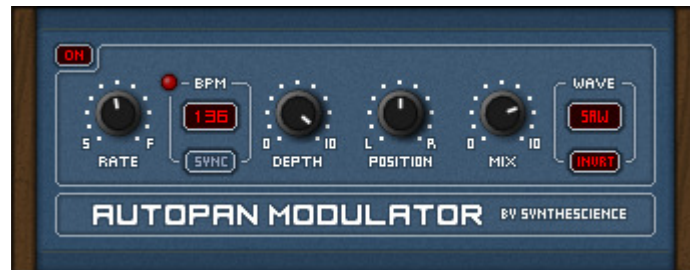 ON
BPM
WAVE
136
SAW
S F
0 10
L R
0 10
RATE
SYNC
DEPTH
POSITION
MIX
INVRT
AUTOPAN MODULATOR BY SYNTHESCIENCE